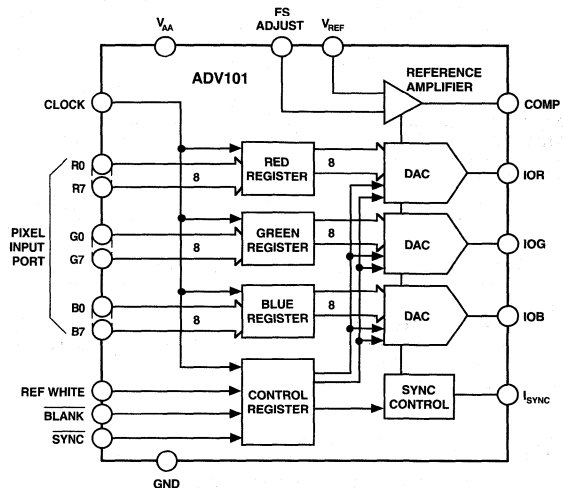 FS
V_AA ADJUST V_REF
ADV101
REFERENCE
AMPLIFIER
CLOCK
COMP
R0
RED
REGISTER
8
8
DAC
IOR
R7
PIXEL
INPUT
PORT
G0
GREEN
REGISTER
8
8
DAC
IOG
G7
B0
BLUE
REGISTER
8
8
DAC
IOB
B7
REF WHITE
CONTROL
REGISTER
SYNC
CONTROL
I_SYNC
BLANK
SYNC
GND